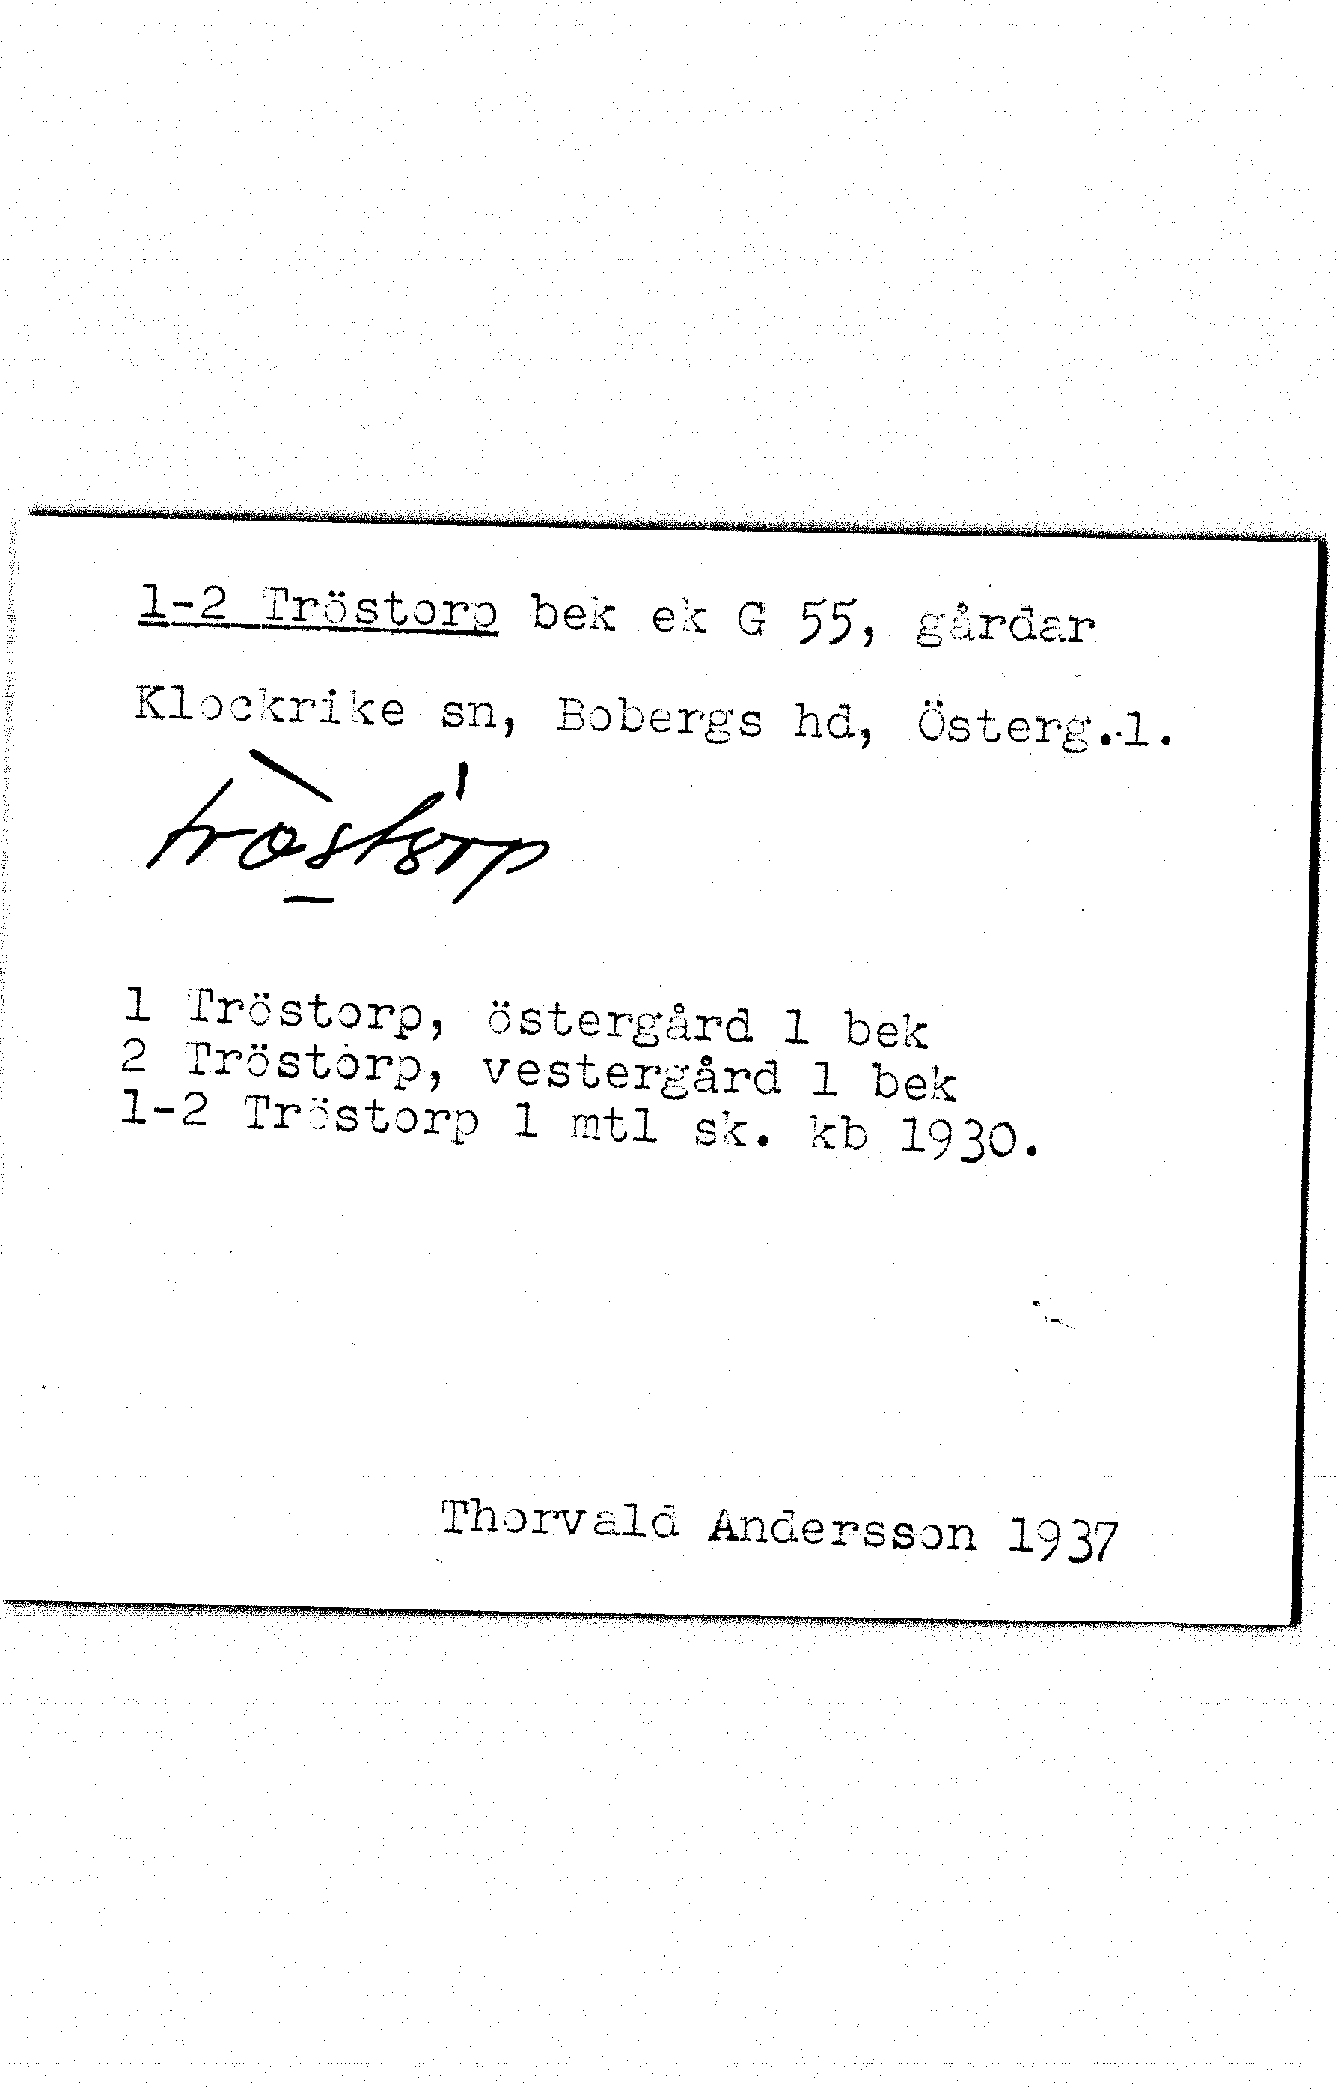 1-2 Tröstorp bek ek G 55, gårdar
Klockrike sn, Bobergs hd, Österg.l.
1 Tröstorp, östergård 1 bek
2 Tröstorp, vestergård 1 bek
1-2 Tröstorp 1 mtl sk. kb 1930.
Thorvald Andersson 1937